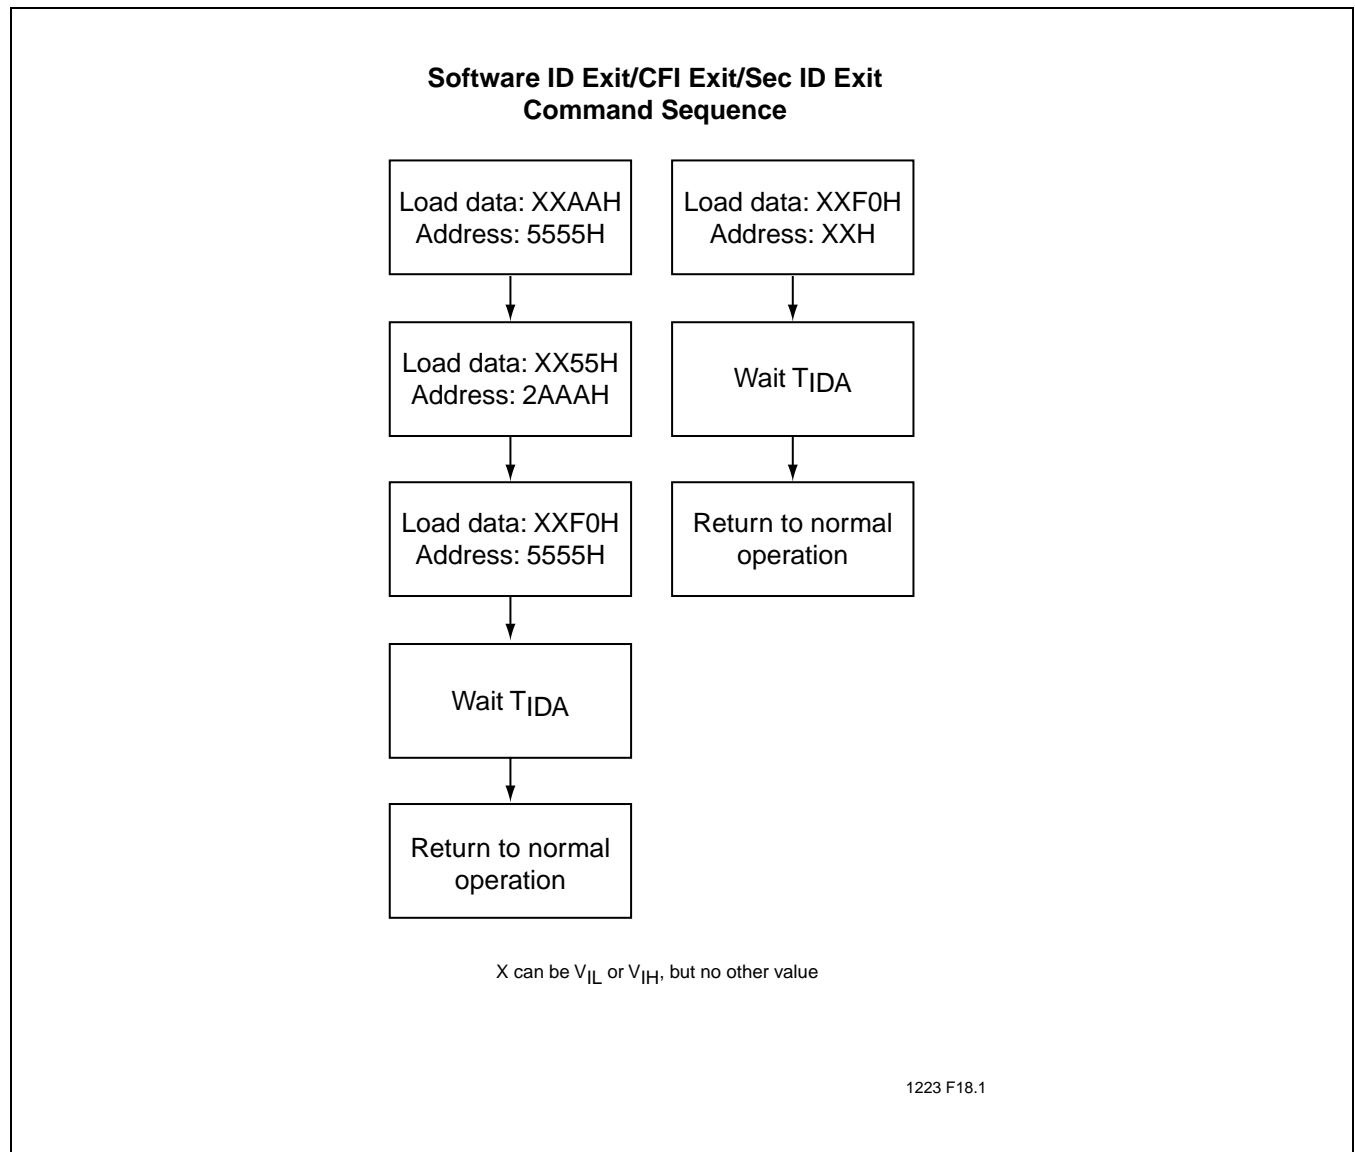 Software ID Exit/CFI Exit/Sec ID Exit
Command Sequence
Load data: XXAAH
Address: 5555H
Load data: XX55H
Address: 2AAAH
Load data: XXF0H
Address: 5555H
Wait TIDA
Return to normal
operation
Load data: XXF0H
Address: XXH
Wait TIDA
Return to normal
operation
X can be VIL or VIH, but no other value
1223 F18.1